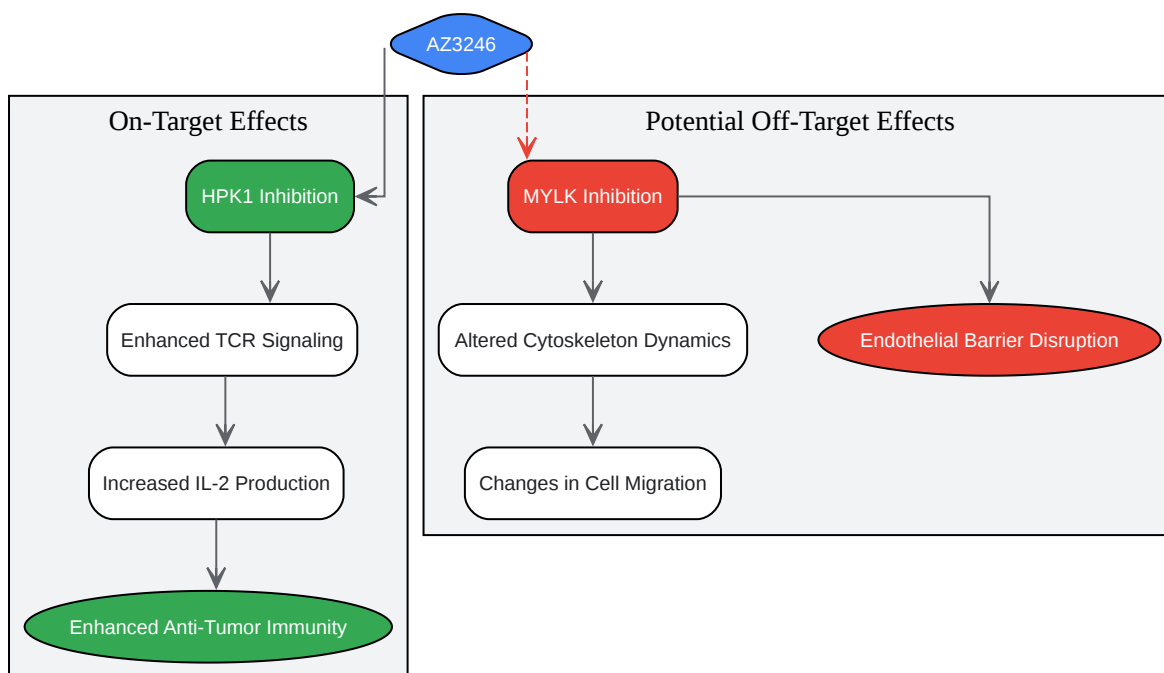 AZ3246
On-Target Effects
HPK1 Inhibition
Enhanced TCR Signaling
Increased IL-2 Production
Enhanced Anti-Tumor Immunity
Potential Off-Target Effects
MYLK Inhibition
Altered Cytoskeleton Dynamics
Endothelial Barrier Disruption
Changes in Cell Migration